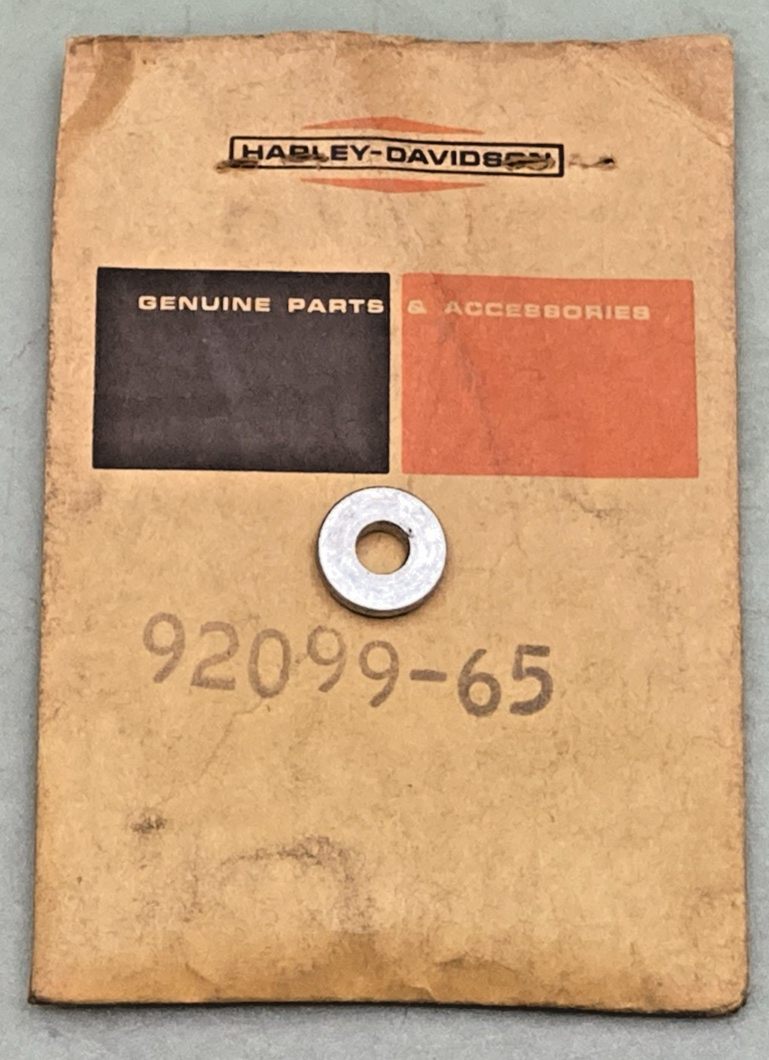 HARLEY-DAVIDSON
GENUINE PARTS & ACCESSORIES
92099-65